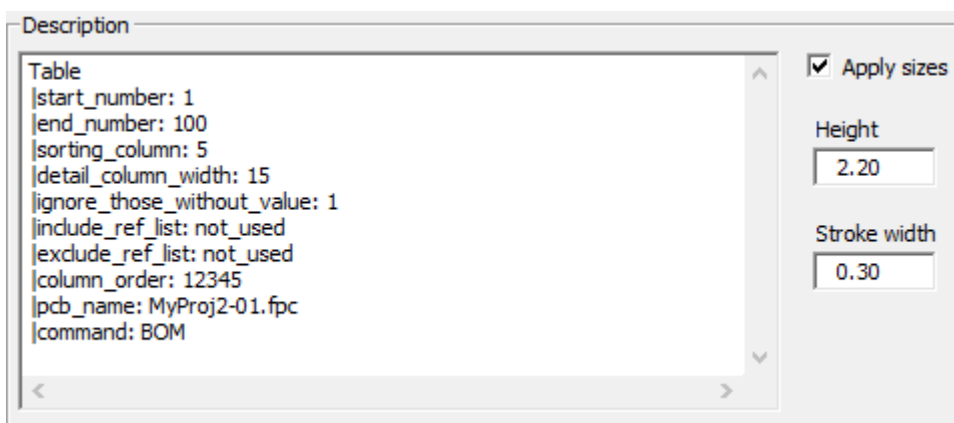 Description
Table
|start_number: 1
|end_number: 100
|sorting_column: 5
|detail_column_width: 15
|ignore_those_without_value: 1
|include_ref_list: not_used
|exclude_ref_list: not_used
|column_order: 12345
|pcb_name: MyProj2-01.fpc
|command: BOM
Apply sizes
Height
2.20
Stroke width
0.30